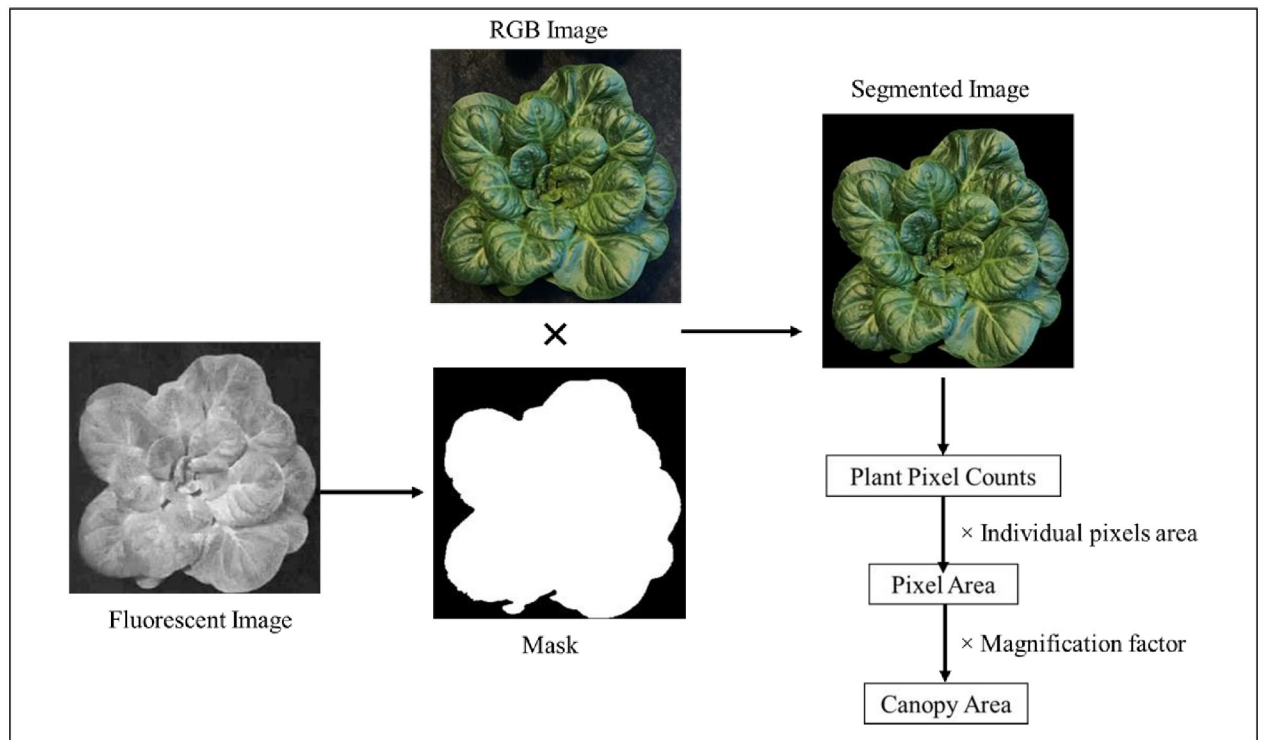 RGB Image
Segmented Image
×
Plant Pixel Counts
× Individual pixels area
Pixel Area
Fluorescent Image
Mask
× Magnification factor
Canopy Area